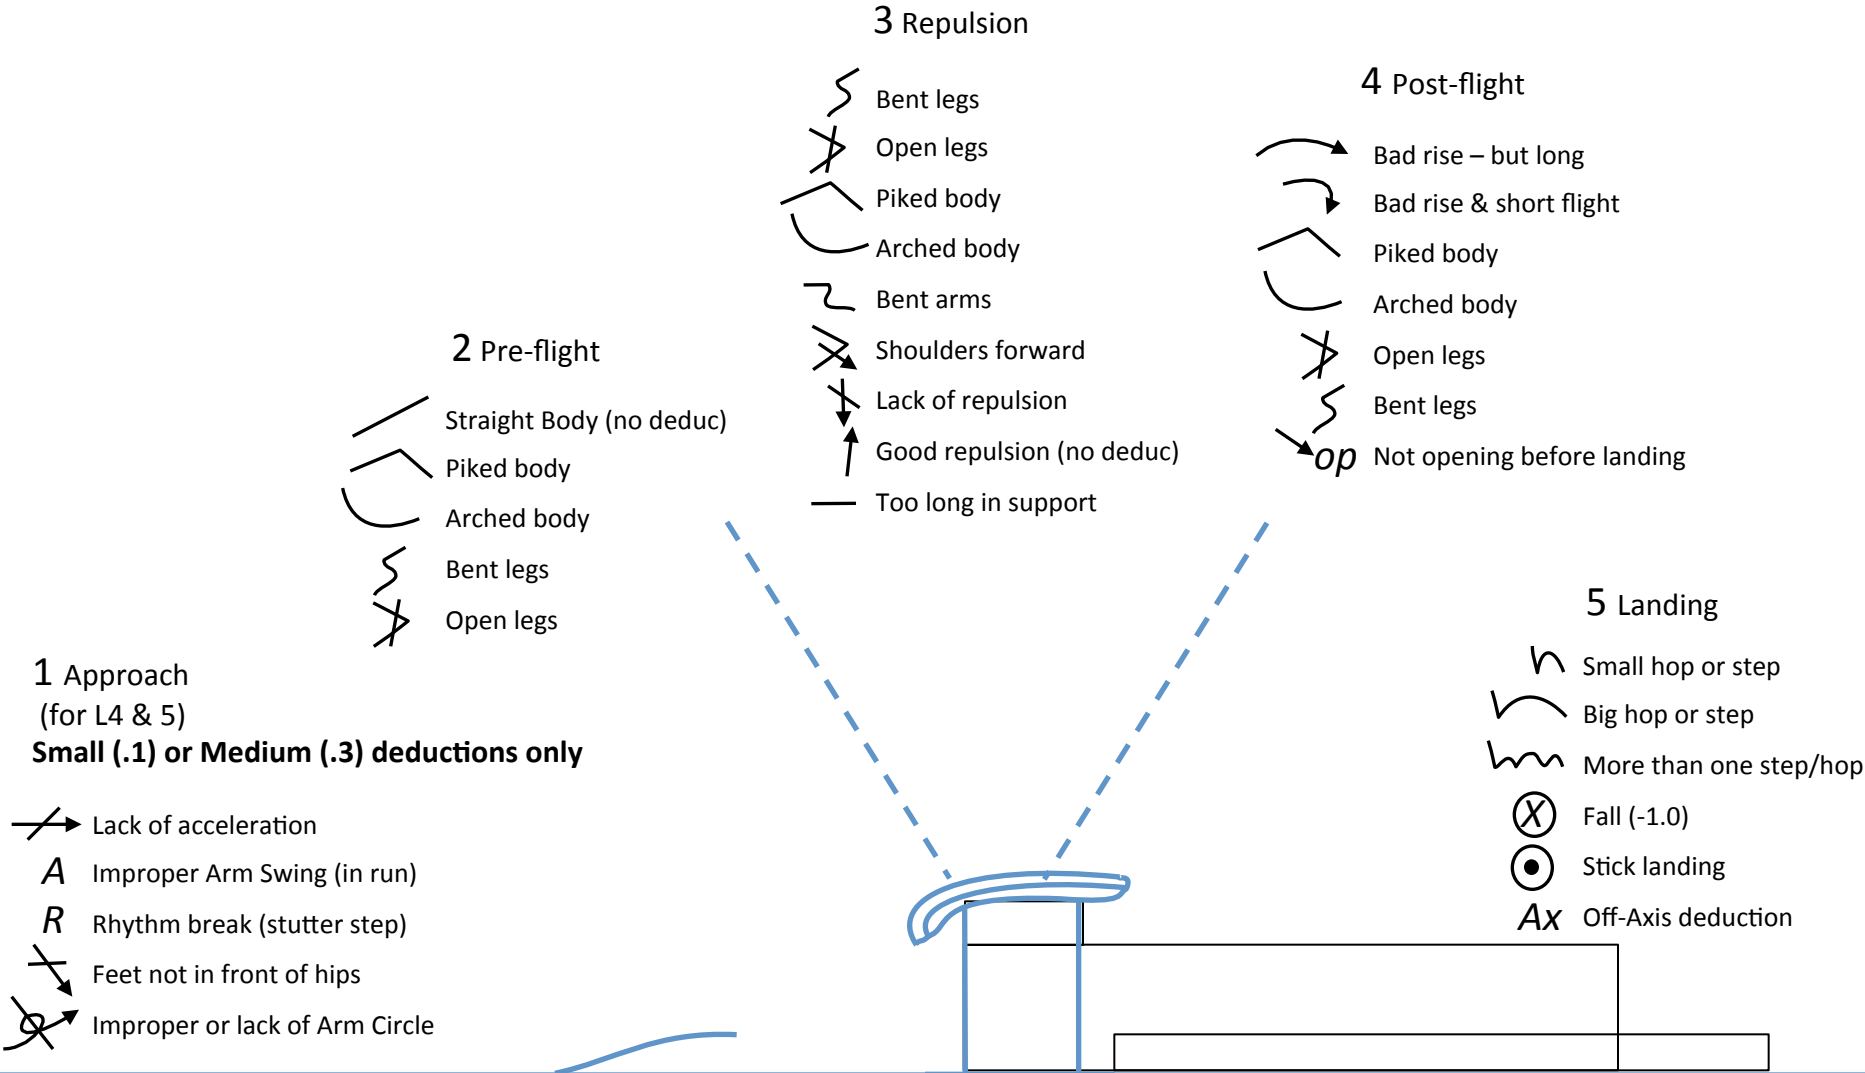 3 Repulsion
Bent legs
Open legs
Piked body
Arched body
Bent arms
Shoulders forward
Lack of repulsion
Good repulsion (no deduc)
Too long in support
4 Post-flight
Bad rise – but long
Bad rise & short flight
Piked body
Arched body
Open legs
Bent legs
op Not opening before landing
2 Pre-flight
Straight Body (no deduc)
Piked body
Arched body
Bent legs
Open legs
1 Approach
(for L4 & 5)
Small (.1) or Medium (.3) deductions only
Lack of acceleration
A Improper Arm Swing (in run)
R Rhythm break (stutter step)
Feet not in front of hips
Improper or lack of Arm Circle
5 Landing
Small hop or step
Big hop or step
More than one step/hop
X Fall (-1.0)
Stick landing
Ax Off-Axis deduction